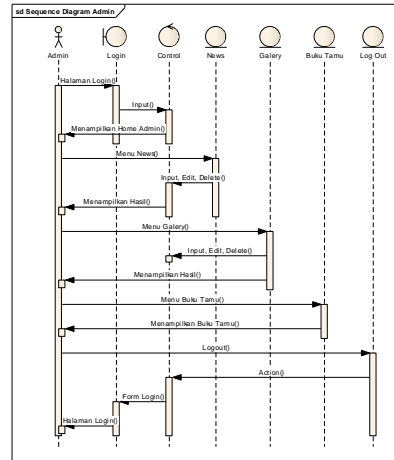 sd Sequence Diagram Admin
Admin
Login
Control
News
Galery
Buku Tamu
Log Out
Halaman Login()
Input()
Menampilkan Home Admin()
Menu News()
Input, Edit, Delete()
Menampilkan Hasil()
Menu Galery()
Input, Edit, Delete()
Menampilkan Hasil()
Menu Buku Tamu()
Menampilkan Buku Tamu()
Logout()
Action()
Form Login()
Halaman Login()